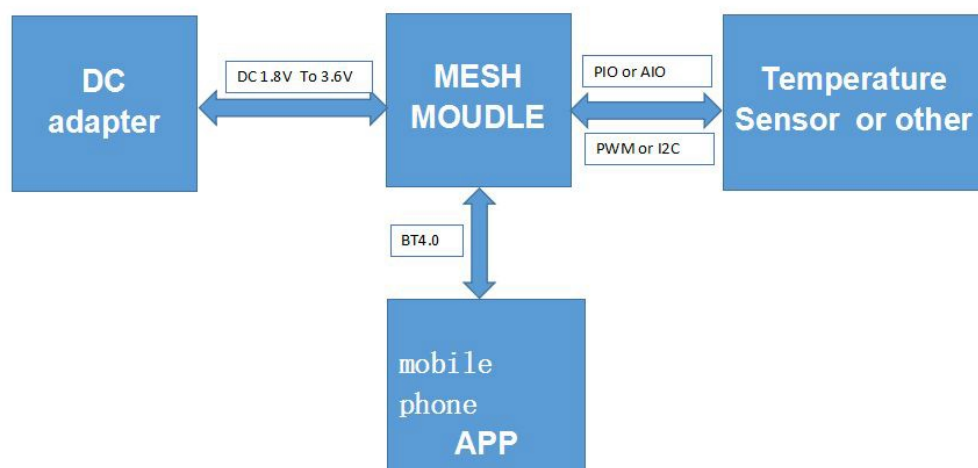 DC
adapter
DC 1.8V To 3.6V
MESH
MOUDLE
PIO or AIO
PWM or I2C
Temperature
Sensor or other
BT4.0
mobile
phone
APP